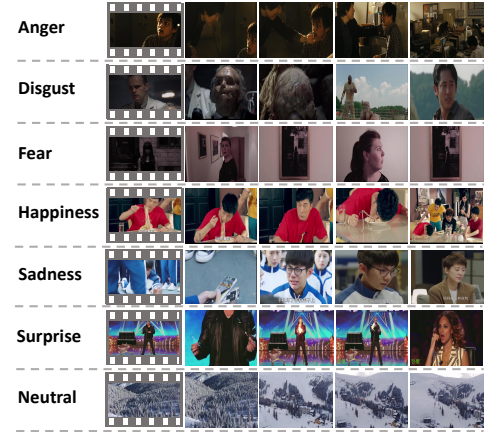 Anger
Disgust
Fear
Happiness
Sadness
Surprise
Neutral